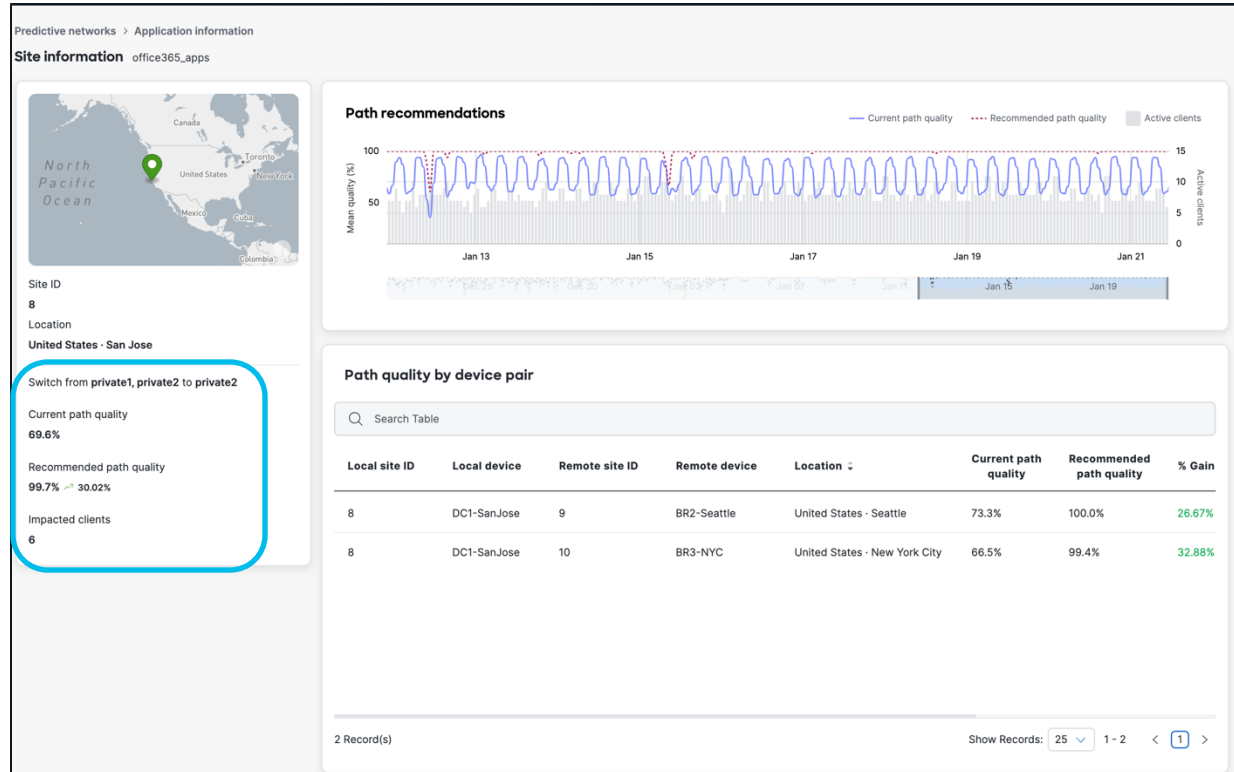 Predictive networks > Application information
Site information office365_apps
Canada
North
Pacific
Ocean
United States
Toronto
New York
Mexico
Cuba
Colombia
Site ID
8
Location
United States · San Jose
Switch from private1, private2 to private2
Current path quality
69.6%
Recommended path quality
99.7% 30.02%
Impacted clients
6
Path recommendations
Current path quality Recommended path quality Active clients
Mean quality (%)
100
50
15
10
5
0
Active clients
Jan 13 Jan 15 Jan 17 Jan 19 Jan 21
Jan 07 Jan 11 Jan 15 Jan 19
Path quality by device pair
Search Table
Local site ID Local device Remote site ID Remote device Location Current path quality Recommended path quality % Gain
8 DC1-SanJose 9 BR2-Seattle United States · Seattle 73.3% 100.0% 26.67%
8 DC1-SanJose 10 BR3-NYC United States · New York City 66.5% 99.4% 32.88%
2 Record(s)
Show Records: 25 1 - 2 < 1 >